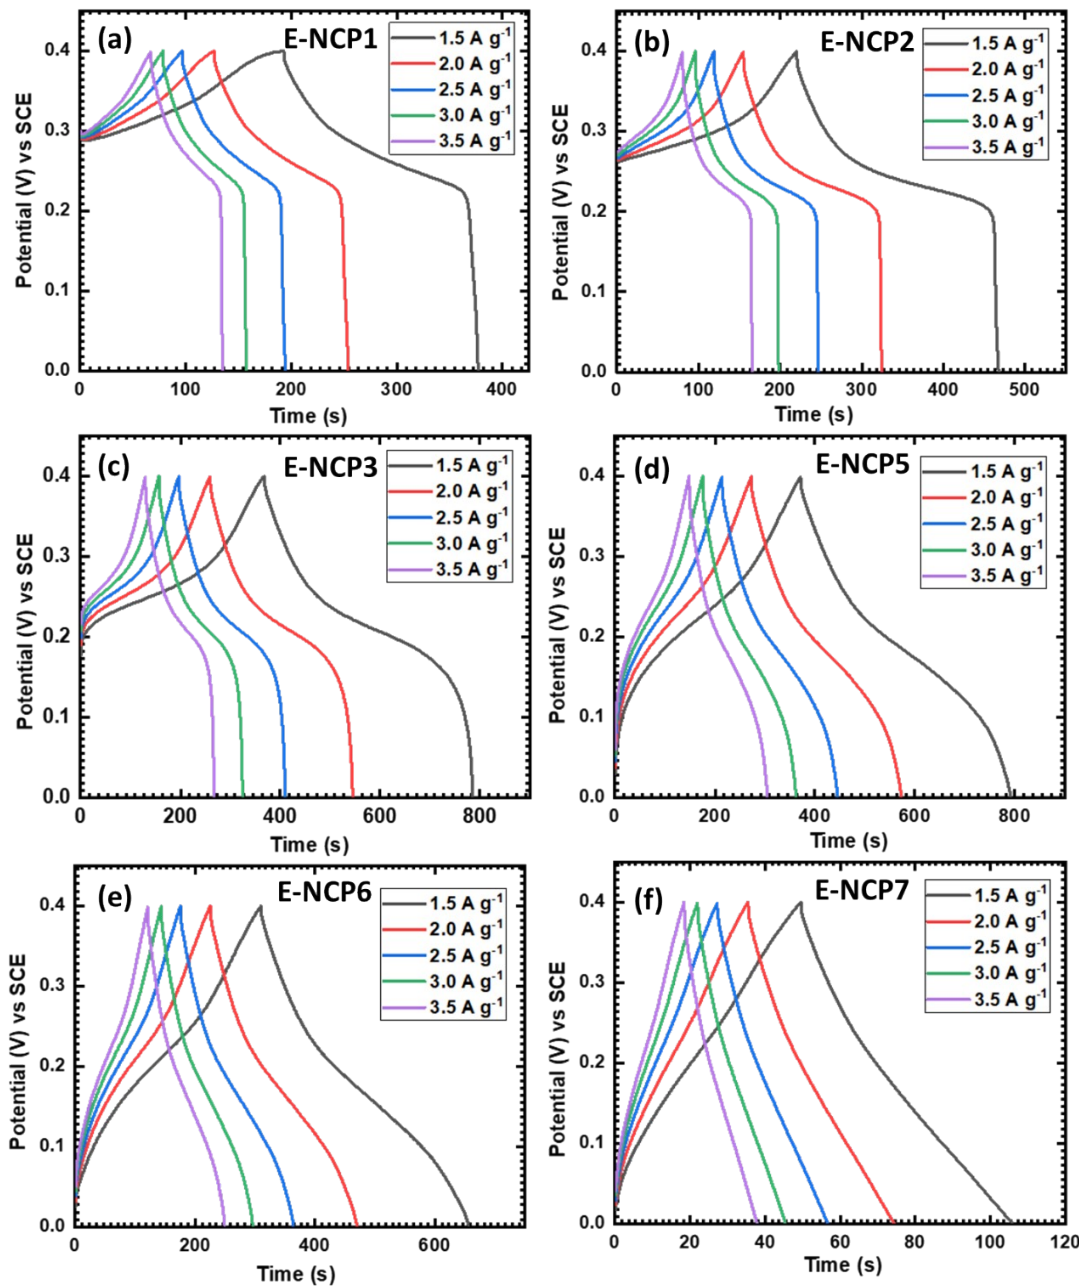 (a)
E-NCP1
1.5 A g⁻¹
2.0 A g⁻¹
2.5 A g⁻¹
3.0 A g⁻¹
3.5 A g⁻¹
Potential (V) vs SCE
0.4
0.3
0.2
0.1
0.0
0
100
200
300
400
Time (s)
(b)
E-NCP2
1.5 A g⁻¹
2.0 A g⁻¹
2.5 A g⁻¹
3.0 A g⁻¹
3.5 A g⁻¹
Potential (V) vs SCE
0.4
0.3
0.2
0.1
0.0
0
100
200
300
400
500
Time (s)
(c)
E-NCP3
1.5 A g⁻¹
2.0 A g⁻¹
2.5 A g⁻¹
3.0 A g⁻¹
3.5 A g⁻¹
Potential (V) vs SCE
0.4
0.3
0.2
0.1
0.0
0
200
400
600
800
Time (s)
(d)
E-NCP5
1.5 A g⁻¹
2.0 A g⁻¹
2.5 A g⁻¹
3.0 A g⁻¹
3.5 A g⁻¹
Potential (V) vs SCE
0.4
0.3
0.2
0.1
0.0
0
200
400
600
800
Time (s)
(e)
E-NCP6
1.5 A g⁻¹
2.0 A g⁻¹
2.5 A g⁻¹
3.0 A g⁻¹
3.5 A g⁻¹
Potential (V) vs SCE
0.4
0.3
0.2
0.1
0.0
0
200
400
600
Time (s)
(f)
E-NCP7
1.5 A g⁻¹
2.0 A g⁻¹
2.5 A g⁻¹
3.0 A g⁻¹
3.5 A g⁻¹
Potential (V) vs SCE
0.4
0.3
0.2
0.1
0.0
0
20
40
60
80
100
120
Time (s)